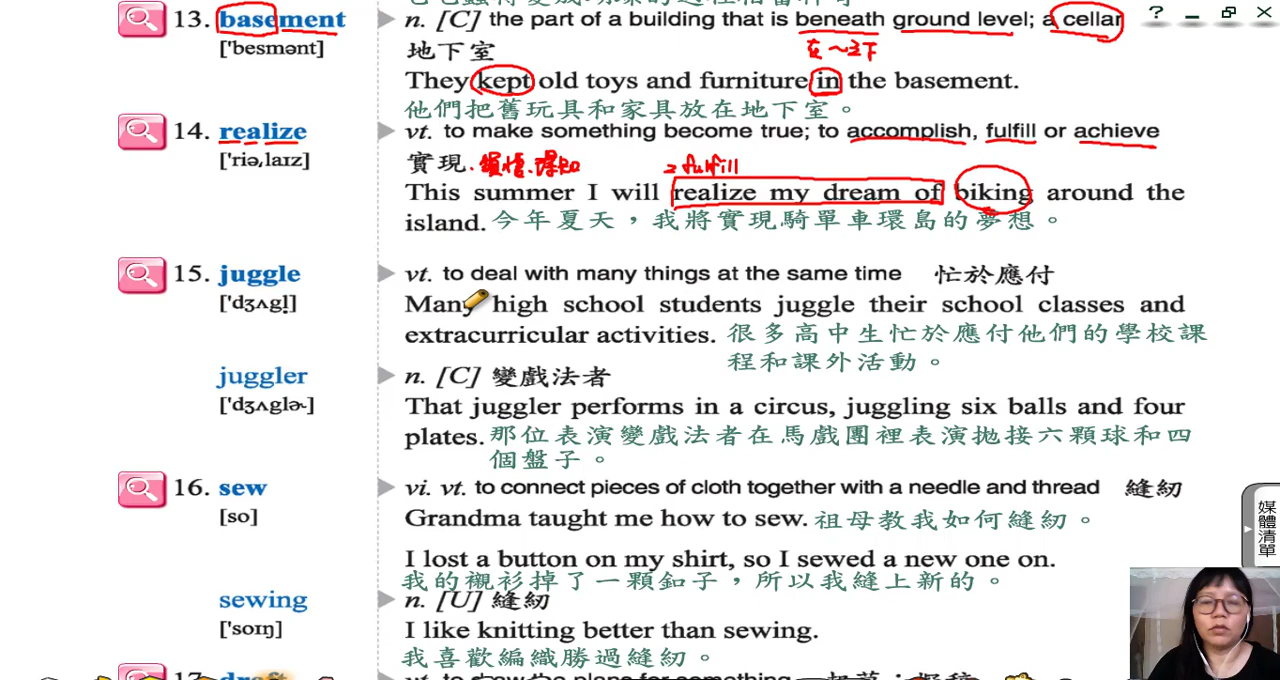 13. basement n. [C] the part of a building that is beneath ground level; a cellar
['besmənt] 地下室 在~之下
They kept old toys and furniture in the basement.
他們把舊玩具和家具放在地下室。
14. realize vt. to make something become true; to accomplish, fulfill or achieve
['riə,laɪz] 實現. fulfill
This summer I will realize my dream of biking around the
island. 今年夏天，我將實現騎單車環島的夢想。
15. juggle vt. to deal with many things at the same time 忙於應付
['dʒʌgl̩] Many high school students juggle their school classes and
extracurricular activities. 很多高中生忙於應付他們的學校課
程和課外活動。
juggler n. [C] 變戲法者
['dʒʌglɚ] That juggler performs in a circus, juggling six balls and four
plates. 那位表演變戲法者在馬戲團裡表演拋接六顆球和四
個盤子。
16. sew vi. vt. to connect pieces of cloth together with a needle and thread 縫紉
[so] Grandma taught me how to sew. 祖母教我如何縫紉。
I lost a button on my shirt, so I sewed a new one on.
我的襯衫掉了一顆釦子，所以我縫上新的。
sewing n. [U] 縫紉
['soɪŋ] I like knitting better than sewing.
我喜歡編織勝過縫紉。
媒體清單